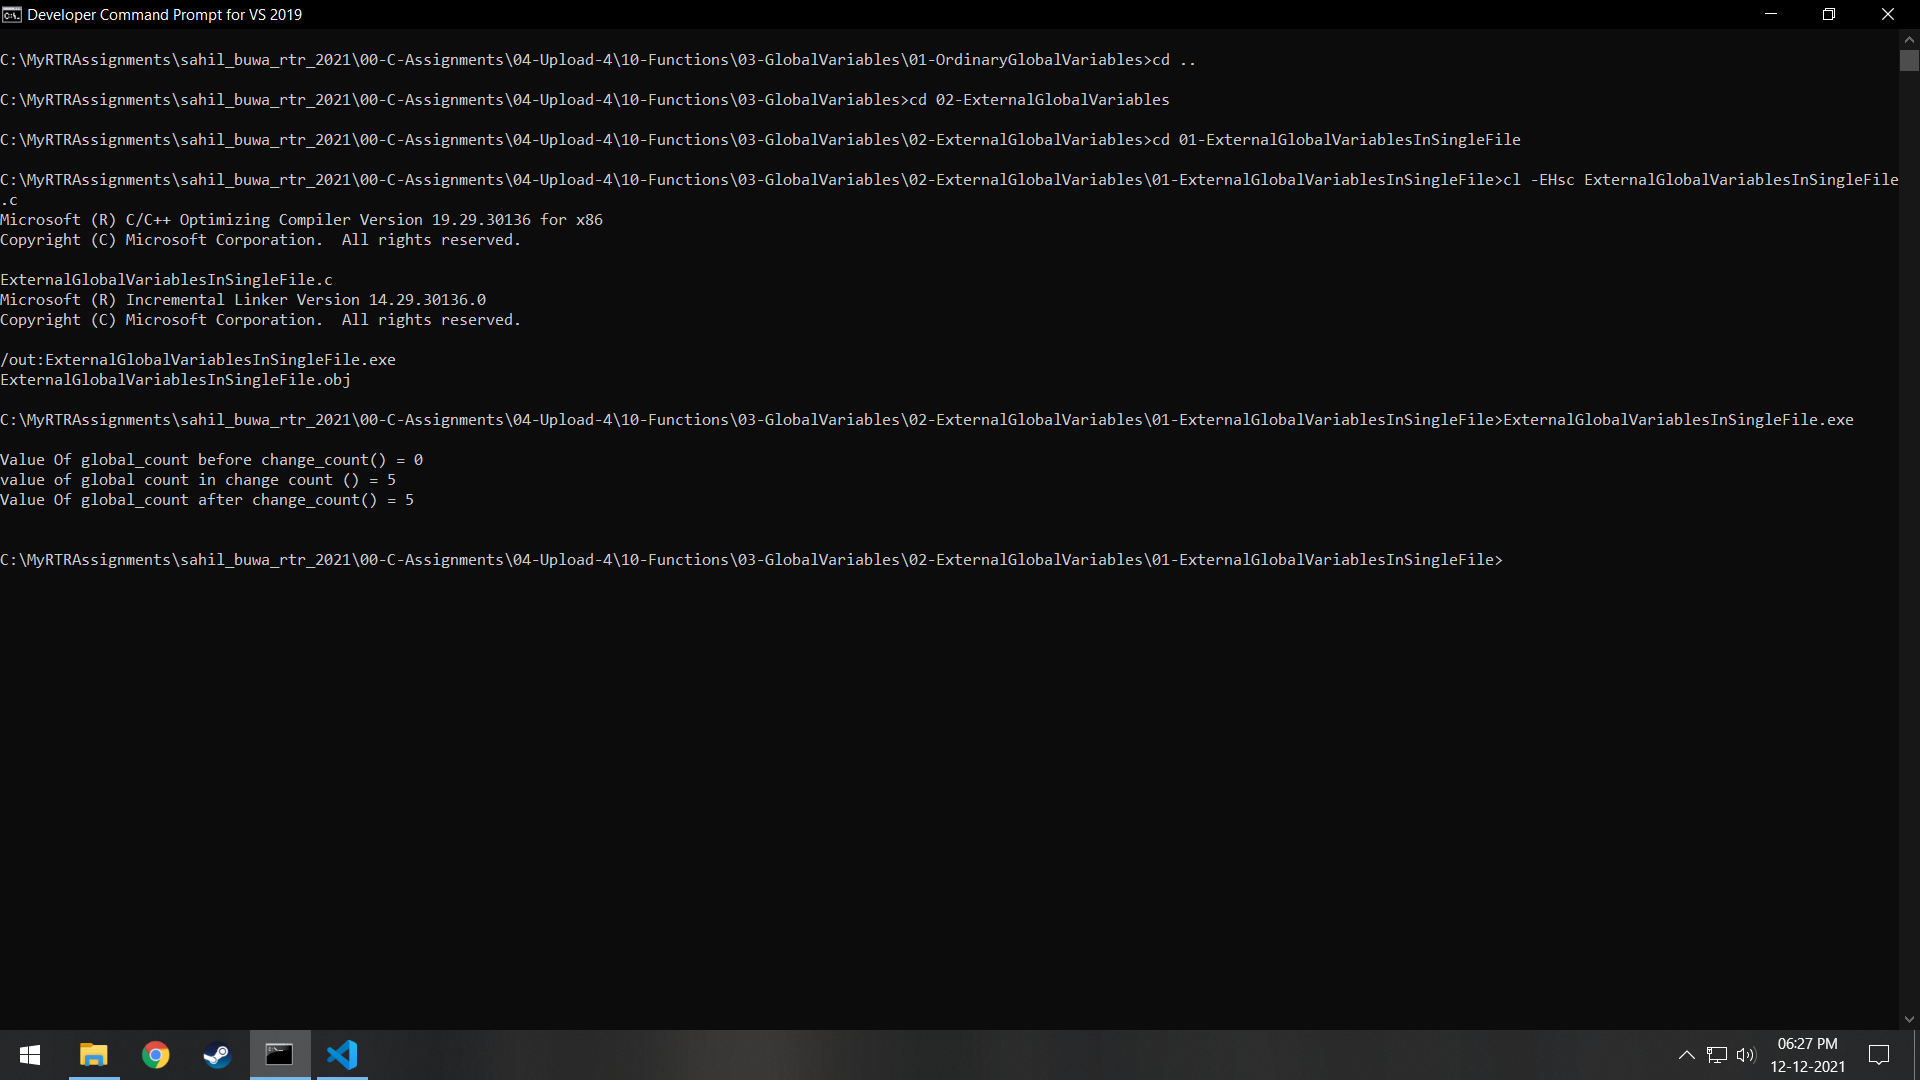 Developer Command Prompt for VS 2019
C:\MyRTRAssignments\sahil_buwa_rtr_2021\00-C-Assignments\04-Upload-4\10-Functions\03-GlobalVariables\01-OrdinaryGlobalVariables>cd ..
C:\MyRTRAssignments\sahil_buwa_rtr_2021\00-C-Assignments\04-Upload-4\10-Functions\03-GlobalVariables>cd 02-ExternalGlobalVariables
C:\MyRTRAssignments\sahil_buwa_rtr_2021\00-C-Assignments\04-Upload-4\10-Functions\03-GlobalVariables\02-ExternalGlobalVariables>cd 01-ExternalGlobalVariablesInSingleFile
C:\MyRTRAssignments\sahil_buwa_rtr_2021\00-C-Assignments\04-Upload-4\10-Functions\03-GlobalVariables\02-ExternalGlobalVariables\01-ExternalGlobalVariablesInSingleFile>cl -EHsc ExternalGlobalVariablesInSingleFile
.c
Microsoft (R) C/C++ Optimizing Compiler Version 19.29.30136 for x86
Copyright (C) Microsoft Corporation.  All rights reserved.
ExternalGlobalVariablesInSingleFile.c
Microsoft (R) Incremental Linker Version 14.29.30136.0
Copyright (C) Microsoft Corporation.  All rights reserved.
/out:ExternalGlobalVariablesInSingleFile.exe
ExternalGlobalVariablesInSingleFile.obj
C:\MyRTRAssignments\sahil_buwa_rtr_2021\00-C-Assignments\04-Upload-4\10-Functions\03-GlobalVariables\02-ExternalGlobalVariables\01-ExternalGlobalVariablesInSingleFile>ExternalGlobalVariablesInSingleFile.exe
Value Of global_count before change_count() = 0
value of global count in change count () = 5
Value Of global_count after change_count() = 5
C:\MyRTRAssignments\sahil_buwa_rtr_2021\00-C-Assignments\04-Upload-4\10-Functions\03-GlobalVariables\02-ExternalGlobalVariables\01-ExternalGlobalVariablesInSingleFile>
06:27 PM
12-12-2021